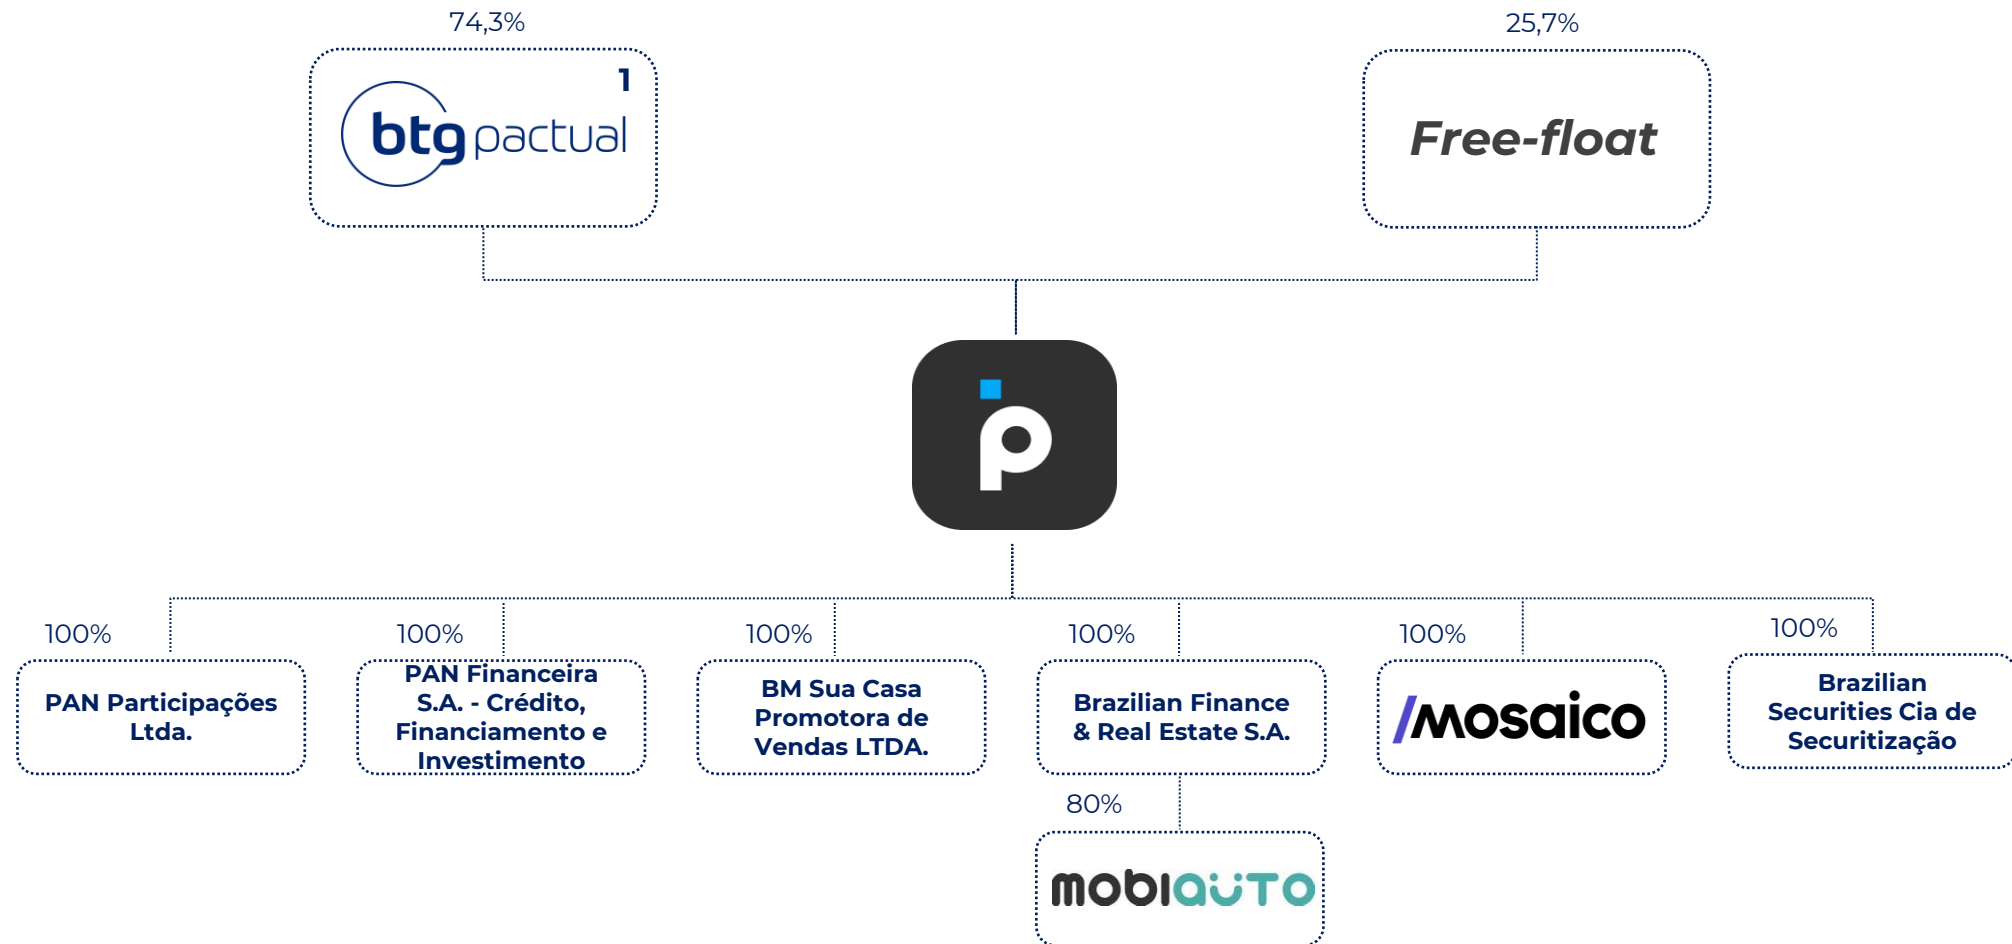 74,3%
25,7%
1
btg pactual
Free-float
p
100%
100%
100%
100%
100%
100%
PAN Participações
Ltda.
PAN Financeira
S.A. - Crédito,
Financiamento e
Investimento
BM Sua Casa
Promotora de
Vendas LTDA.
Brazilian Finance
& Real Estate S.A.
mosaico
Brazilian
Securities Cia de
Securitização
80%
mobiauto